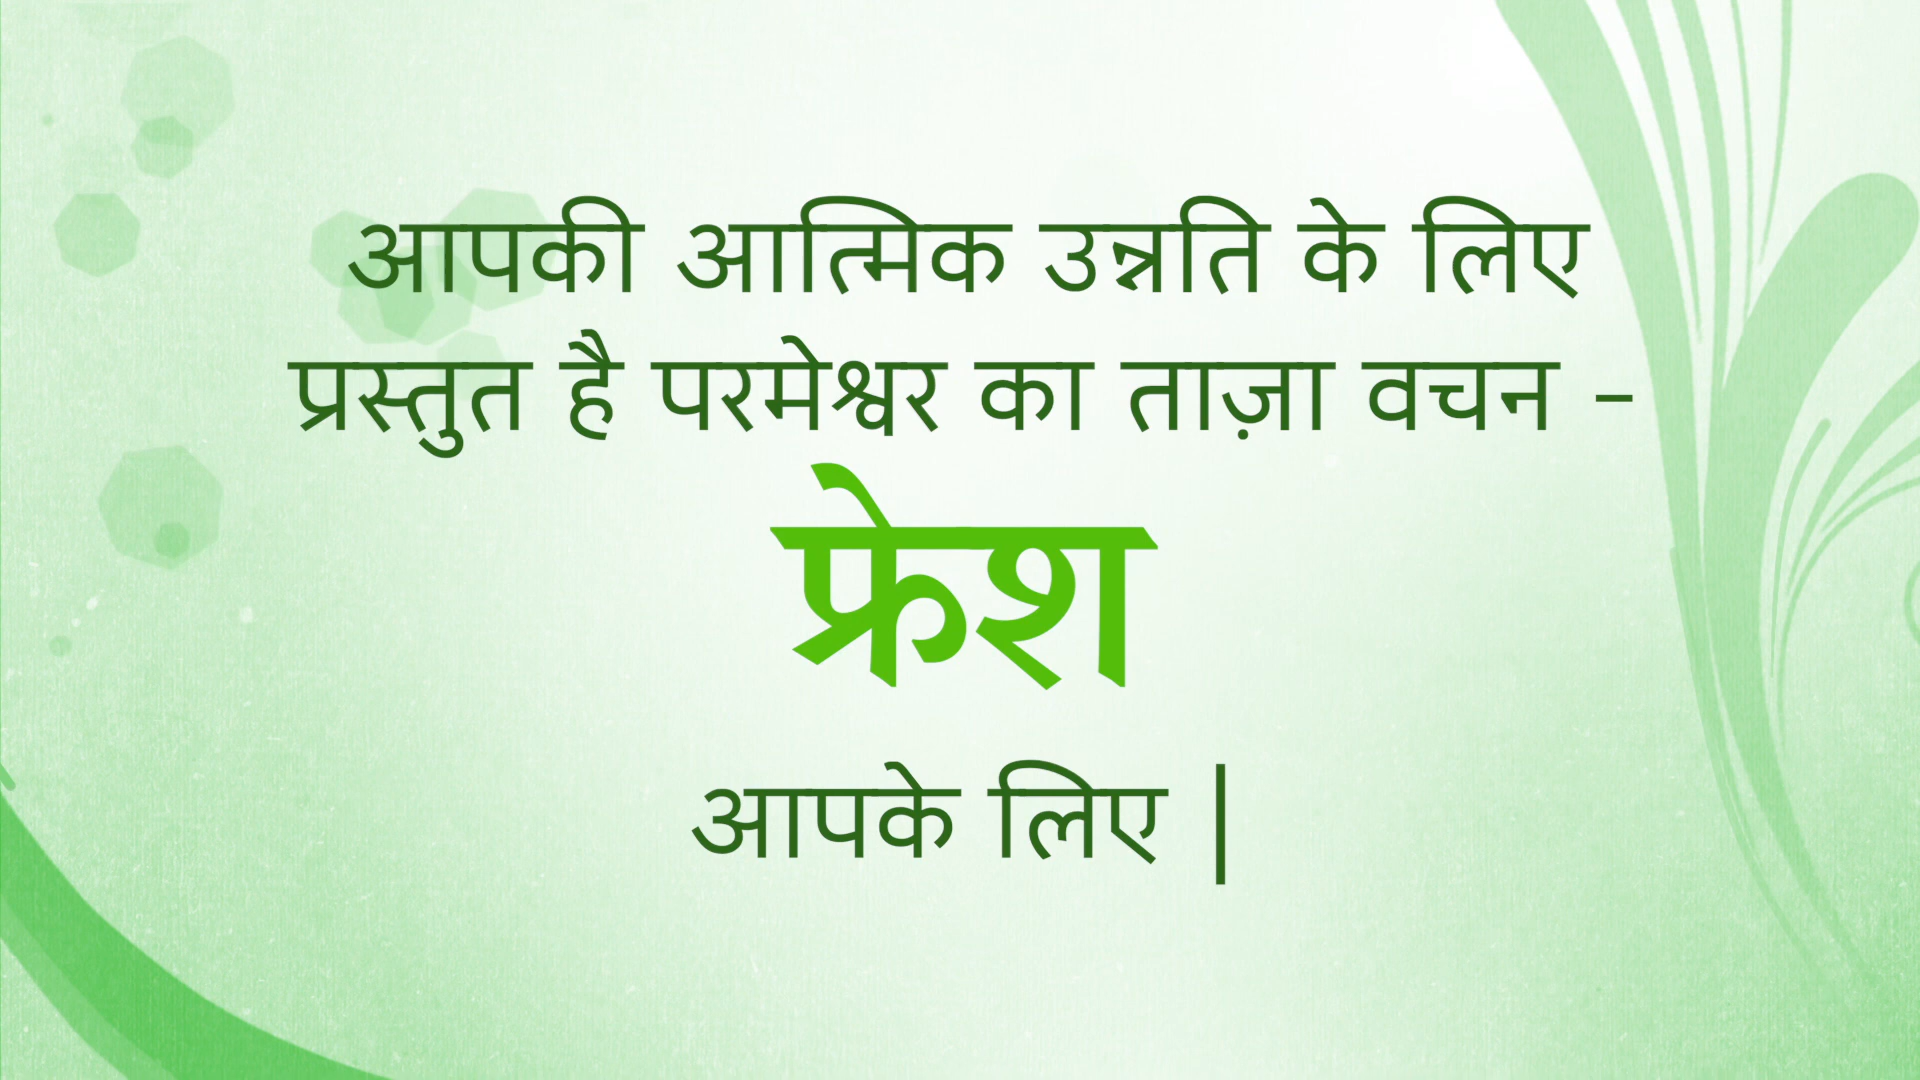 आपकी आत्मिक उन्नति के लिए
प्रस्तुत है परमेश्वर का ताज़ा वचन -
फ्रेश
आपके लिए |